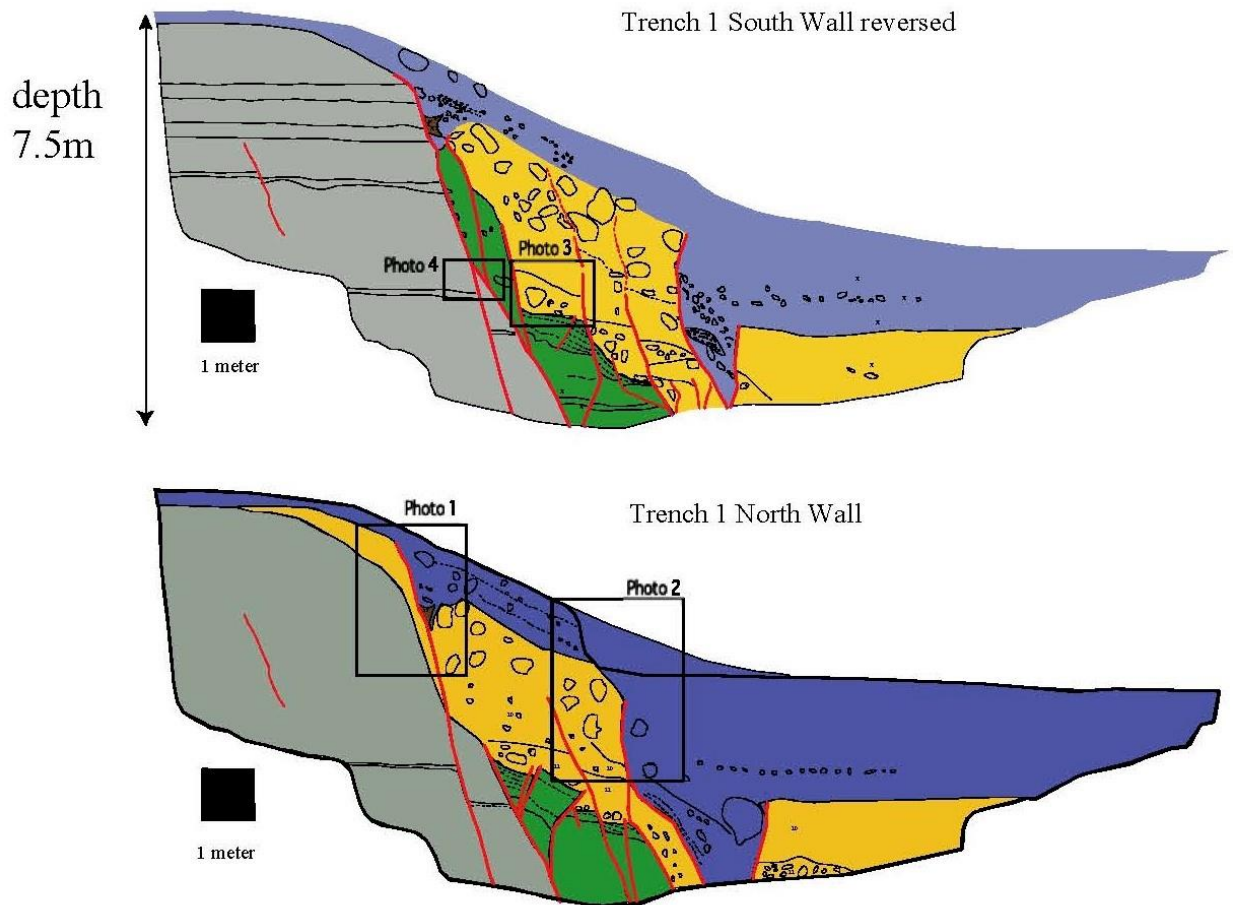 Trench 1 South Wall reversed
depth
7.5m
Photo 3
Photo 4
1 meter
Trench 1 North Wall
Photo 1
Photo 2
1 meter